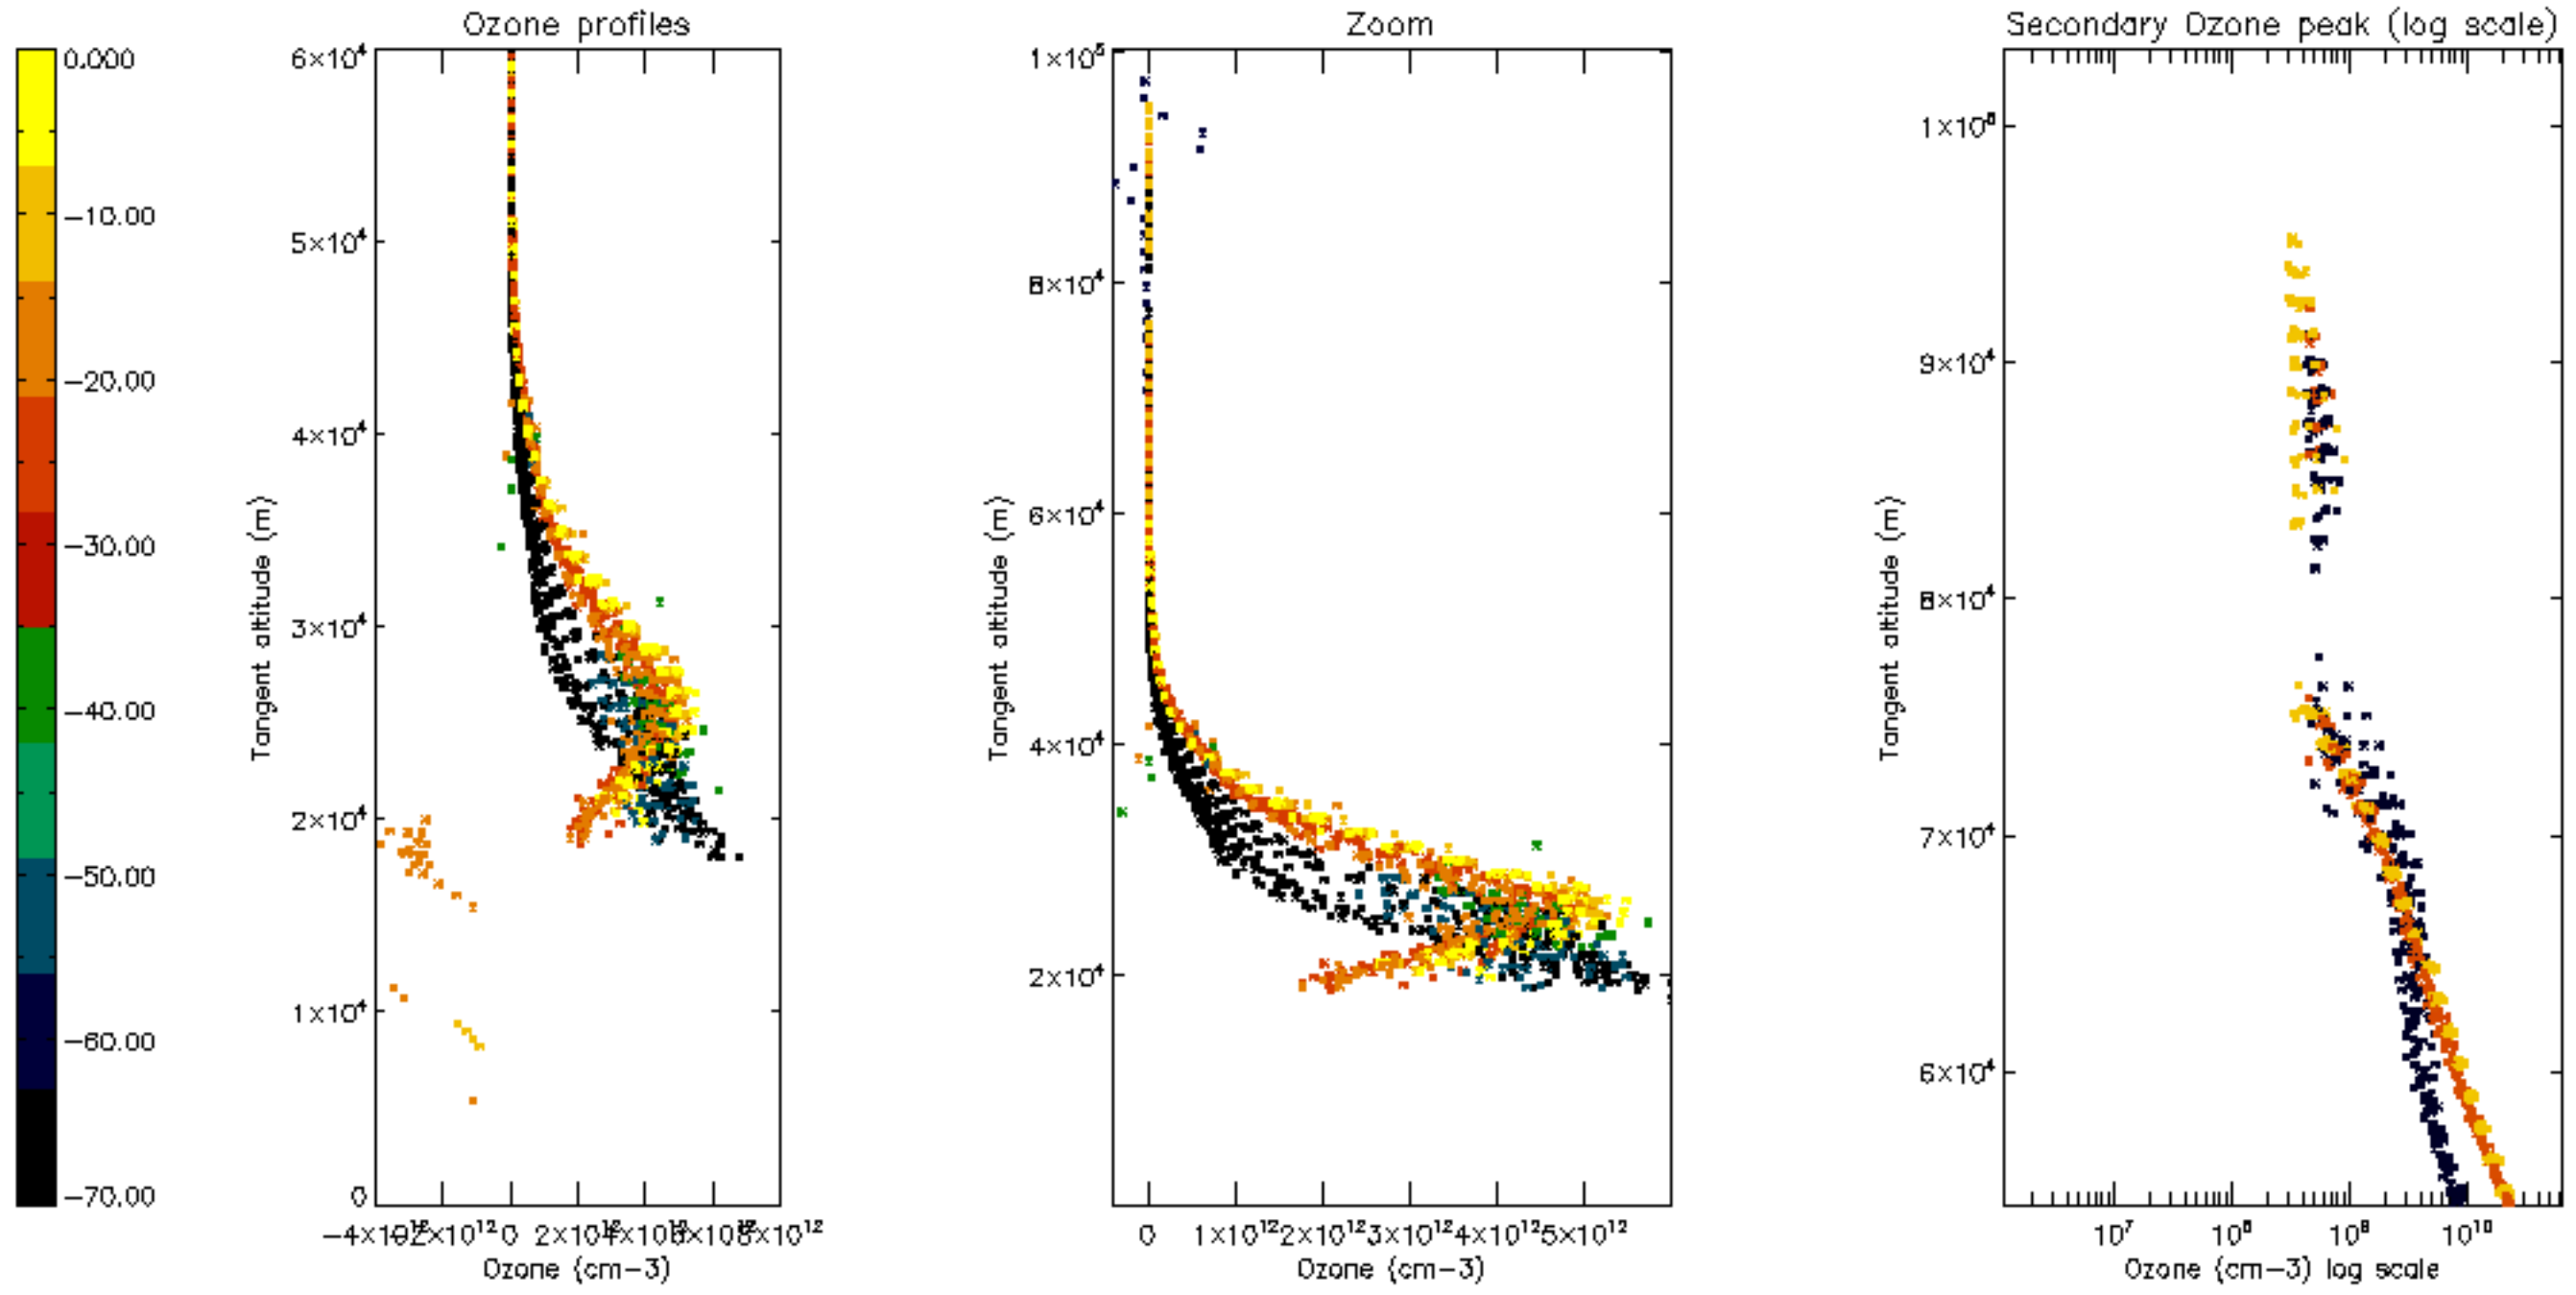 Ozone profiles
Zoom
Secondary Ozone peak (log scale)
0.000
−10.00
−20.00
−30.00
−40.00
−50.00
−60.00
−70.00
6×10⁴
5×10⁴
4×10⁴
3×10⁴
2×10⁴
1×10⁴
0
Tangent altitude (m)
0
Ozone (cm−3)
1×10⁵
8×10⁴
6×10⁴
4×10⁴
2×10⁴
Tangent altitude (m)
0 1×10¹² 2×10¹² 3×10¹² 4×10¹² 5×10¹²
Ozone (cm−3)
9×10⁴
8×10⁴
7×10⁴
6×10⁴
Tangent altitude (m)
10⁷ 10¹⁰
Ozone (cm−3) log scale